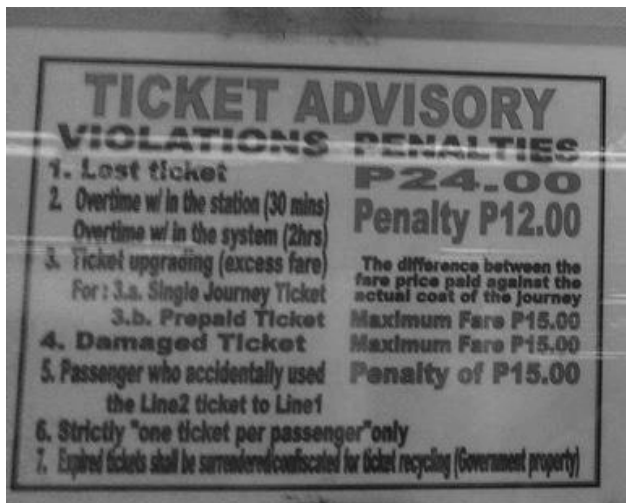 TICKET ADVISORY
VIOLATIONS PENALTIES
1. Lost ticket P24.00
2. Overtime w/ in the station (30 mins) Penalty P12.00
Overtime w/ in the system (2hrs)
3. Ticket upgrading (excess fare) The difference between the
fare price paid against the
For : 3.a. Single Journey Ticket actual cost of the journey
3.b. Prepaid Ticket Maximum Fare P15.00
4. Damaged Ticket Maximum Fare P15.00
5. Passenger who accidentally used Penalty of P15.00
the Line2 ticket to Line1
6. Strictly "one ticket per passenger"only
7. Expired tickets shall be surrendered/confiscated for ticket recycling (Government property)